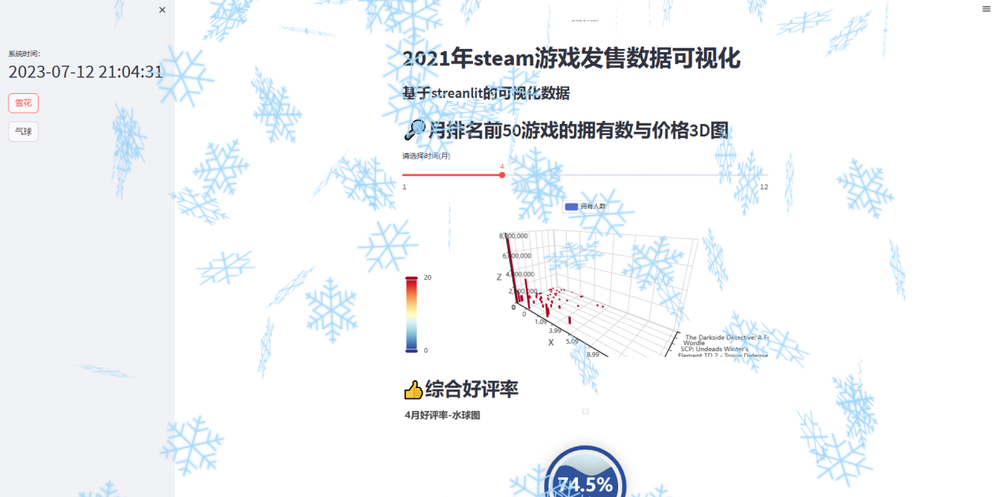 系统时间：
2023-07-12 21:04:31
雪花
气球
2021年steam游戏发售数据可视化
基于streanlit的可视化数据
月排名前50游戏的拥有数与价格3D图
请选择时间(月)
4
1
12
拥有人数
20
0
8,000,000
6,000,000
4,000,000
2,000,000
0
Z
0
1.09
3.99
5.09
8.99
X
The Darkside Detective: A F
Wordle
SCP: Undeads Winter's
Element TD 2 - Tower Defense
👍综合好评率
4月好评率-水球图
74.5%